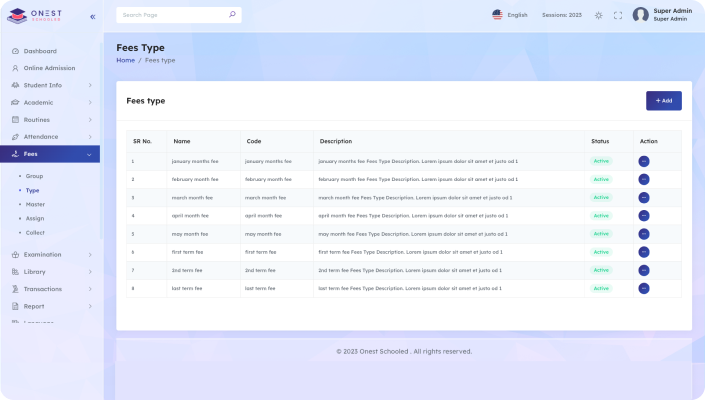 ONEST
SCHOOLED
Search Page
English
Sessions: 2023
Super Admin
Super Admin
Dashboard
Online Admission
Student Info
Academic
Routines
Attendance
Fees
Group
Type
Master
Assign
Collect
Examination
Library
Transactions
Report
Language
Fees Type
Home / Fees type
Fees type
+ Add
SR No. Name Code Description Status Action
1 january months fee january months fee january months fee Fees Type Description. Lorem ipsum dolor sit amet et justo od 1 Active
2 february month fee february month fee february month fee Fees Type Description. Lorem ipsum dolor sit amet et justo od 1 Active
3 march month fee march month fee march month fee Fees Type Description. Lorem ipsum dolor sit amet et justo od 1 Active
4 april month fee april month fee april month fee Fees Type Description. Lorem ipsum dolor sit amet et justo od 1 Active
5 may month fee may month fee may month fee Fees Type Description. Lorem ipsum dolor sit amet et justo od 1 Active
6 first term fee first term fee first term fee Fees Type Description. Lorem ipsum dolor sit amet et justo od 1 Active
7 2nd term fee 2nd term fee 2nd term fee Fees Type Description. Lorem ipsum dolor sit amet et justo od 1 Active
8 last term fee last term fee last term fee Fees Type Description. Lorem ipsum dolor sit amet et justo od 1 Active
© 2023 Onest Schooled . All rights reserved.